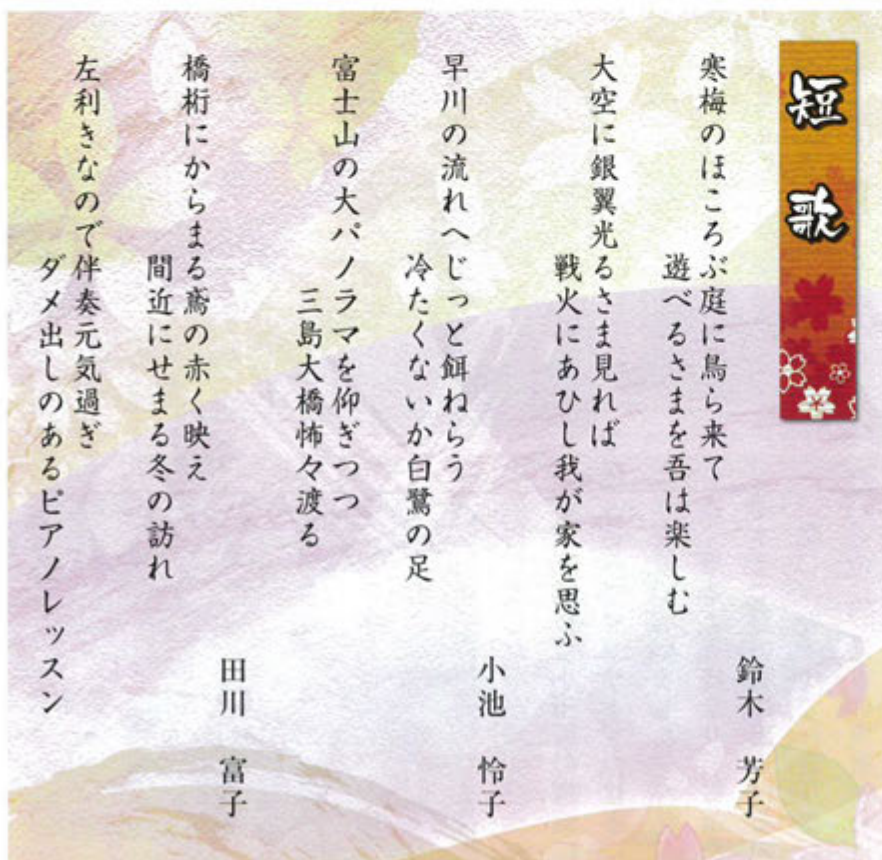 短歌
鈴木 芳子
寒梅のほころぶ庭に鳥ら来て
遊べるさまを吾は楽しむ
大空に銀翼光るさま見れば
戦火にあひし我が家を思ふ
小池 怜子
早川の流れへじっと餌ねらう
冷たくないか白鷺の足
富士山の大パノラマを仰ぎつつ
三島大橋怖々渡る
田川 富子
橋桁にからまる蔦の赤く映え
間近にせまる冬の訪れ
左利きなので伴奏元気過ぎ
ダメ出しのあるピアノレッスン